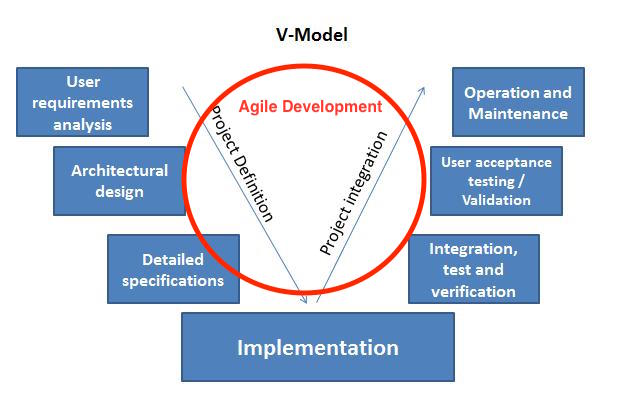 V-Model
User
requirements
analysis
Architectural
design
Detailed
specifications
Agile Development
Project Definition
Project integration
Operation and
Maintenance
User acceptance
testing /
Validation
Integration,
test and
verification
Implementation